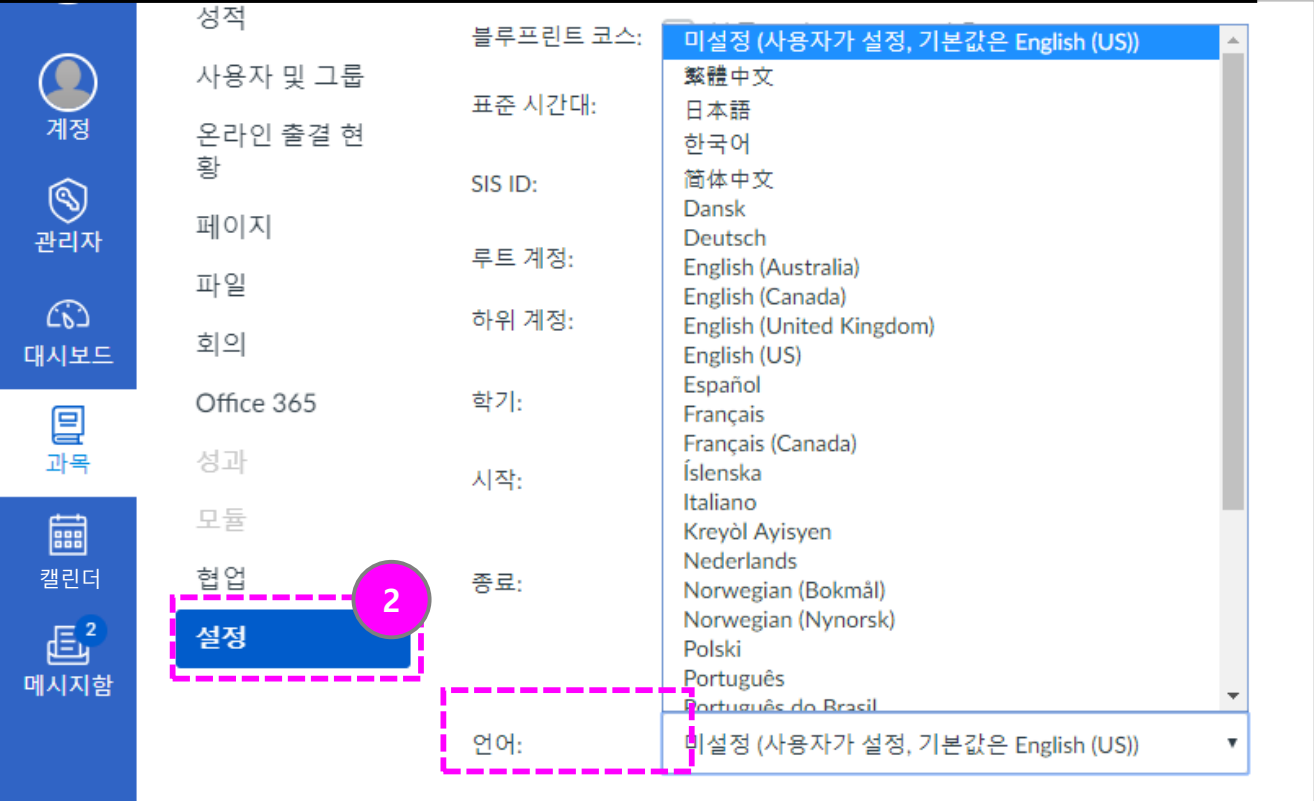 계정
관리자
대시보드
과목
캘린더
2
메시지함
성적
사용자 및 그룹
온라인 출결 현
황
페이지
파일
회의
Office 365
성과
모듈
협업
2
설정
블루프린트 코스:
표준 시간대:
SIS ID:
루트 계정:
하위 계정:
학기:
시작:
종료:
언어:
미설정 (사용자가 설정, 기본값은 English (US))
繁體中文
日本語
한국어
简体中文
Dansk
Deutsch
English (Australia)
English (Canada)
English (United Kingdom)
English (US)
Español
Français
Français (Canada)
Íslenska
Italiano
Kreyòl Ayisyen
Nederlands
Norwegian (Bokmål)
Norwegian (Nynorsk)
Polski
Português
Português do Brasil
미설정 (사용자가 설정, 기본값은 English (US))